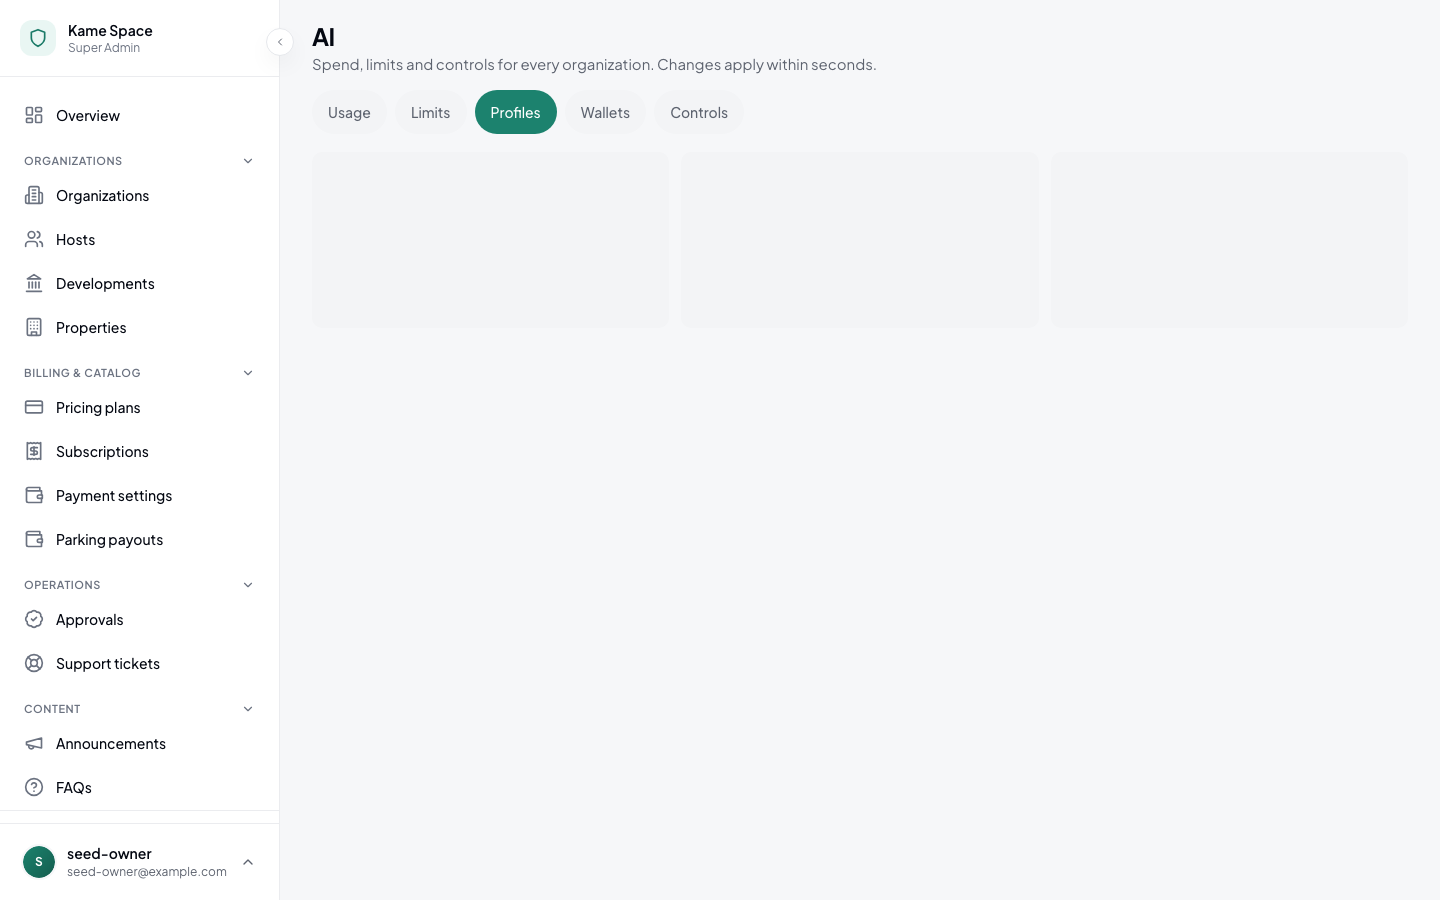 Kame Space
Super Admin
Overview
ORGANIZATIONS
Organizations
Hosts
Developments
Properties
BILLING & CATALOG
Pricing plans
Subscriptions
Payment settings
Parking payouts
OPERATIONS
Approvals
Support tickets
CONTENT
Announcements
FAQs
S
seed-owner
seed-owner@example.com
AI
Spend, limits and controls for every organization. Changes apply within seconds.
Usage
Limits
Profiles
Wallets
Controls